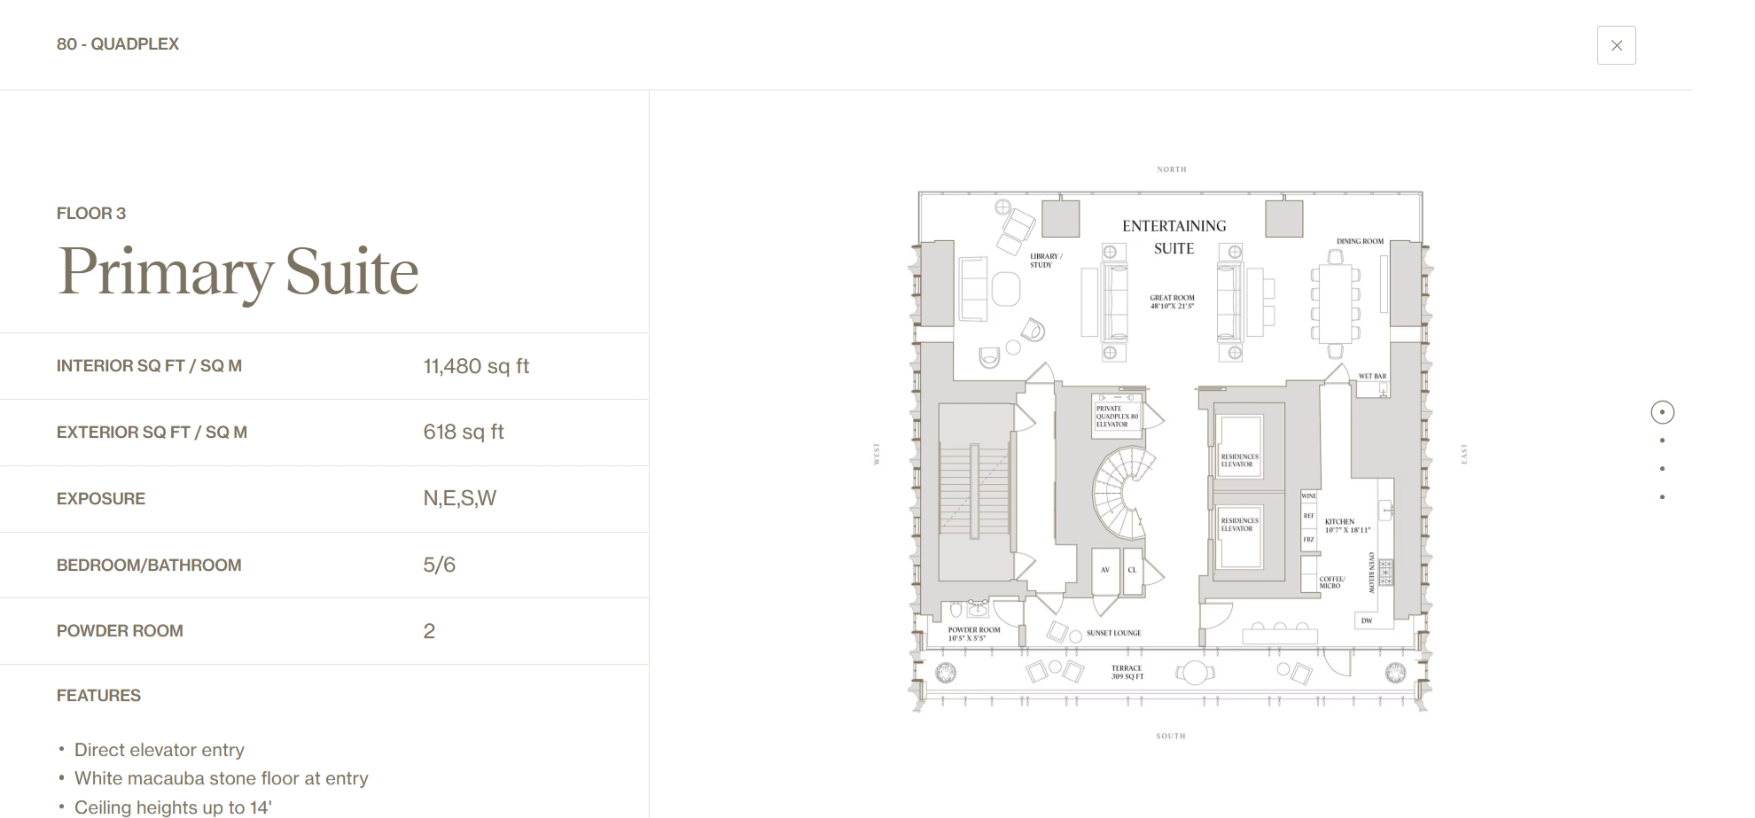 80 - QUADPLEX
FLOOR 3
Primary Suite
INTERIOR SQ FT / SQ M
11,480 sq ft
EXTERIOR SQ FT / SQ M
618 sq ft
EXPOSURE
N,E,S,W
BEDROOM/BATHROOM
5/6
POWDER ROOM
2
FEATURES
• Direct elevator entry
• White macauba stone floor at entry
• Ceiling heights up to 14'
NORTH
ENTERTAINING
SUITE
DINING ROOM
LIBRARY /
STUDY
GREAT ROOM
48'10"X 21'5"
WET BAR
PRIVATE
QUADPLEX 80
ELEVATOR
WEST
EAST
RESIDENCES
ELEVATOR
RESIDENCES
ELEVATOR
WINE
REF
FRZ
KITCHEN
10'7" X 18'11"
OVEN BELOW
AV
CL
COFFEE/
MICRO
DW
POWDER ROOM
10'5" X 5'5"
SUNSET LOUNGE
TERRACE
309 SQ FT
SOUTH